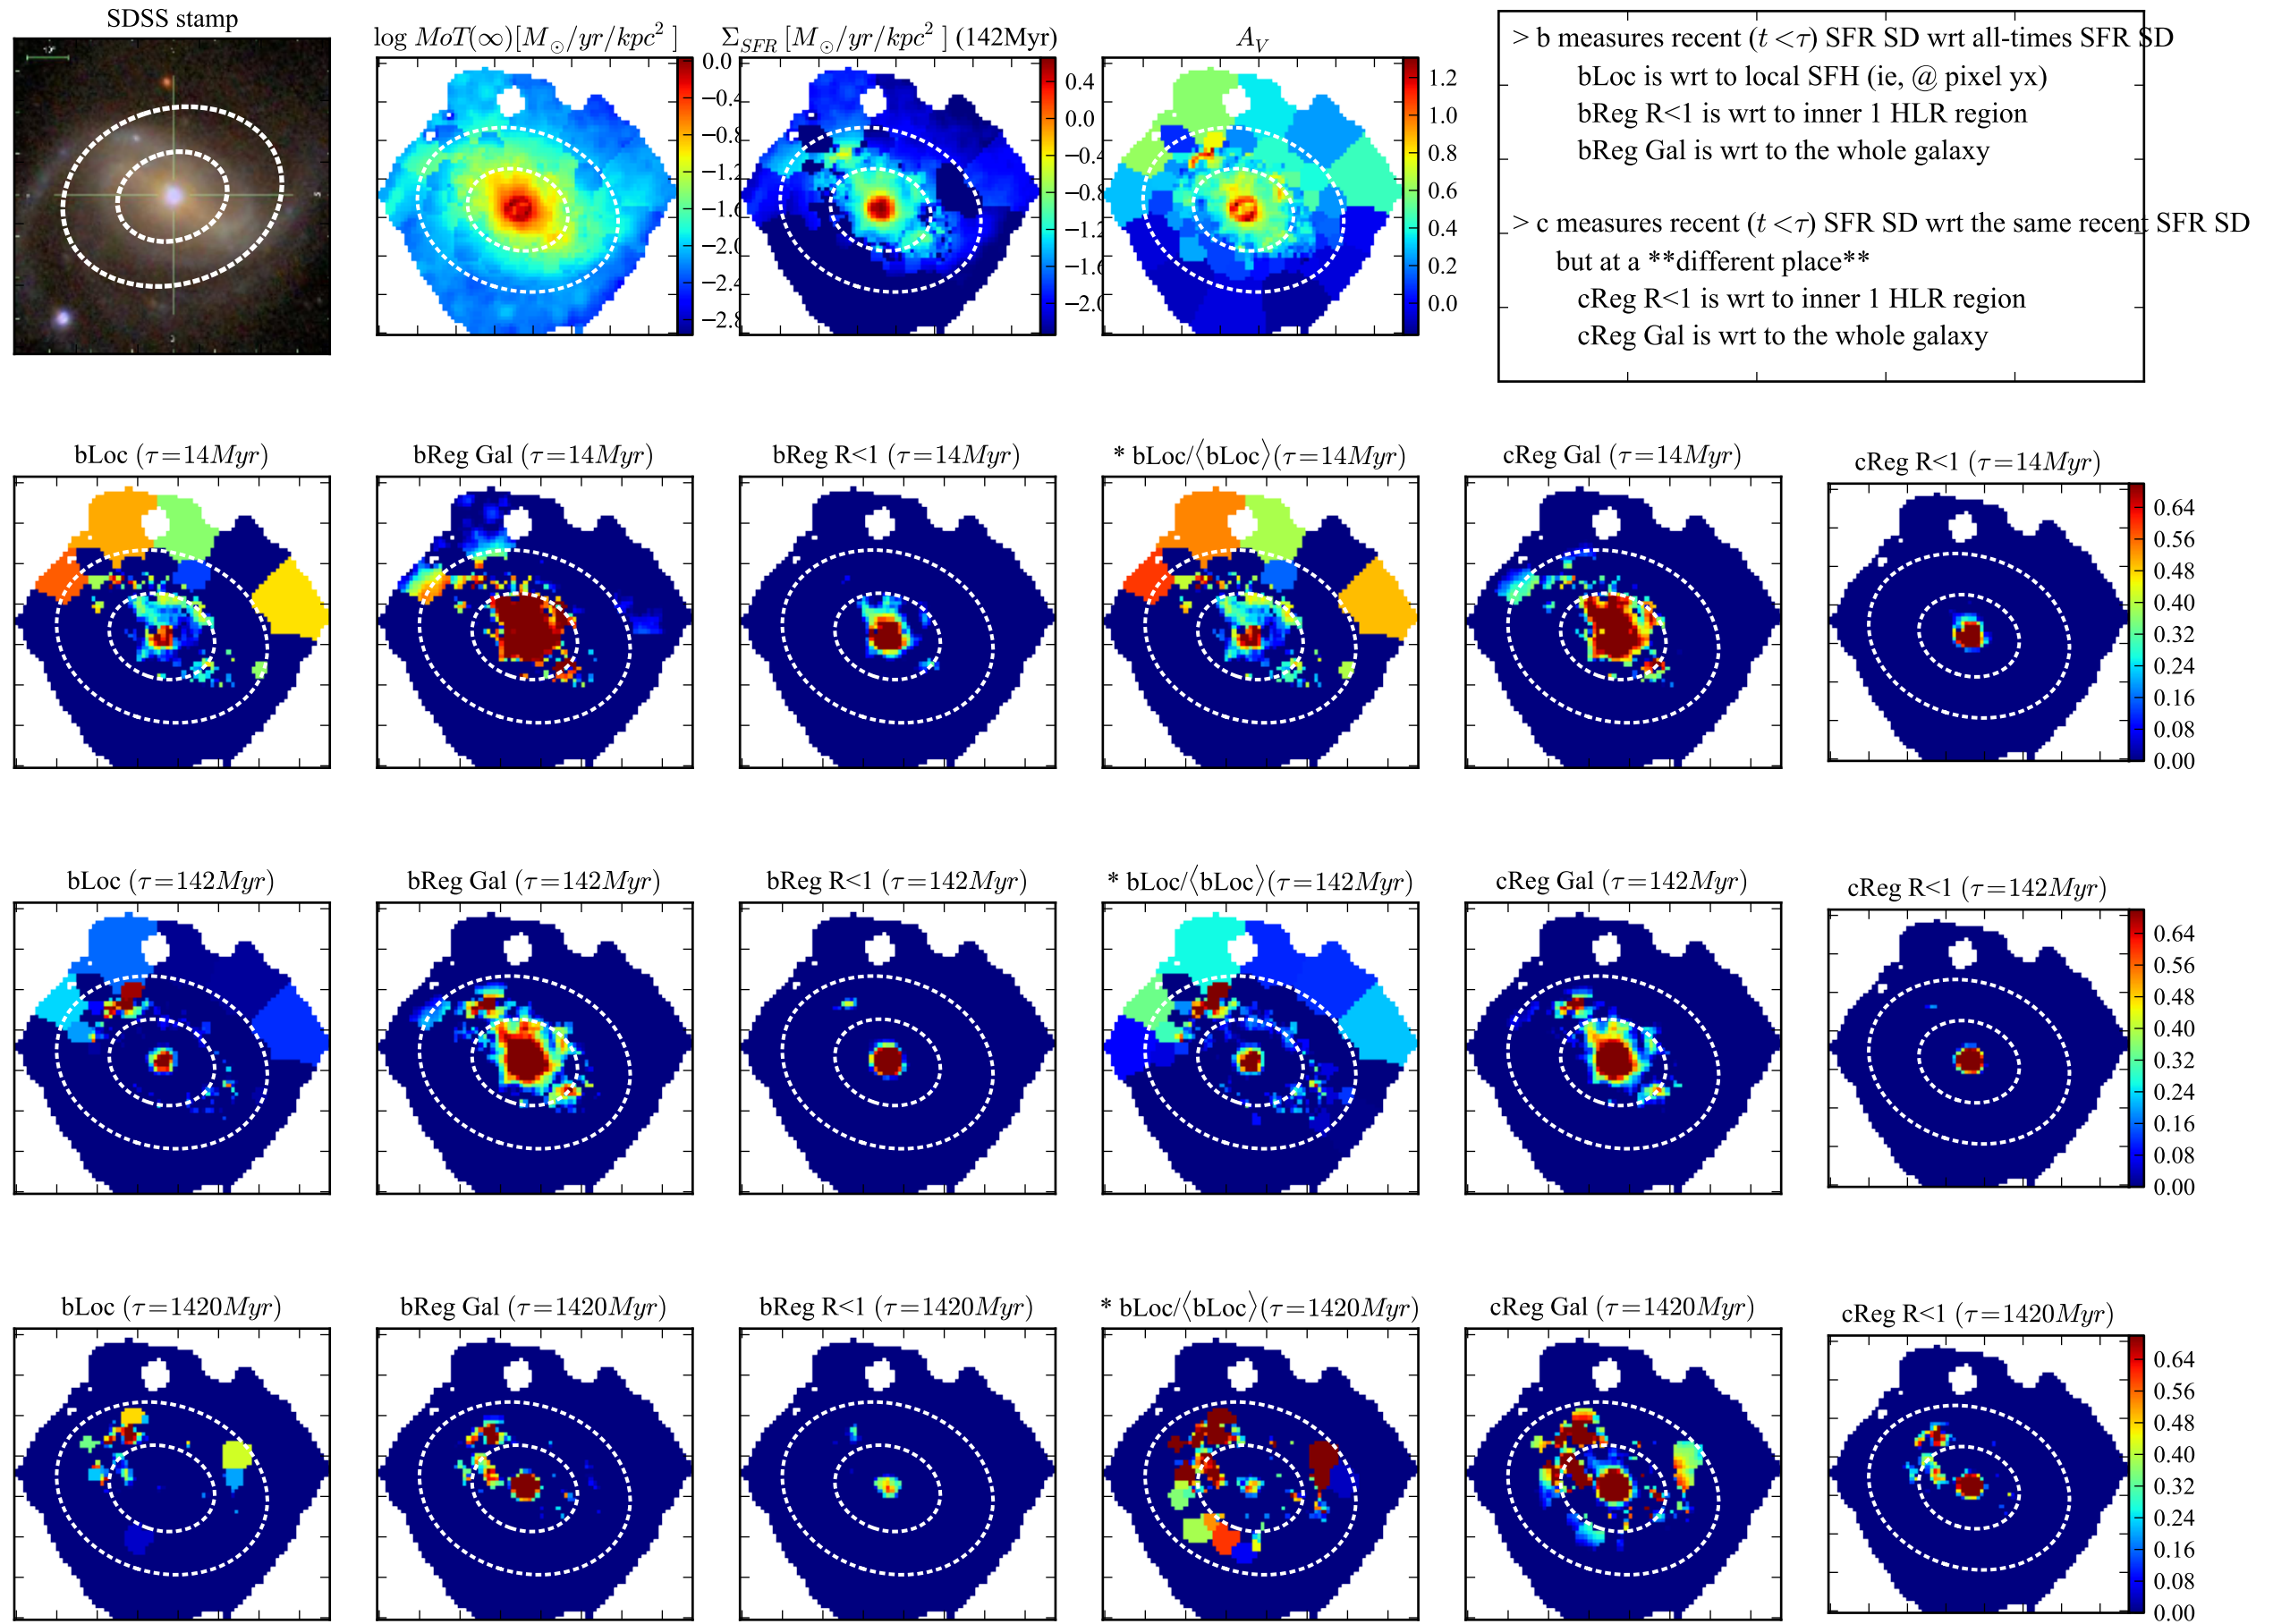 SDSS stamp
log MoT(∞)[M⊙/yr/kpc² ]
Σ_SFR [M⊙/yr/kpc² ] (142Myr)
A_V
0.0
−0.4
−0.8
−1.2
−1.6
−2.0
−2.4
−2.8
0.4
0.0
−0.4
−0.8
−1.2
−1.6
−2.0
1.2
1.0
0.8
0.6
0.4
0.2
0.0
> b measures recent (t <τ) SFR SD wrt all-times SFR SD
bLoc is wrt to local SFH (ie, @ pixel yx)
bReg R<1 is wrt to inner 1 HLR region
bReg Gal is wrt to the whole galaxy
> c measures recent (t <τ) SFR SD wrt the same recent SFR SD
but at a **different place**
cReg R<1 is wrt to inner 1 HLR region
cReg Gal is wrt to the whole galaxy
bLoc (τ=14Myr)
bReg Gal (τ=14Myr)
bReg R<1 (τ=14Myr)
* bLoc/⟨bLoc⟩(τ=14Myr)
cReg Gal (τ=14Myr)
cReg R<1 (τ=14Myr)
0.64
0.56
0.48
0.40
0.32
0.24
0.16
0.08
0.00
bLoc (τ=142Myr)
bReg Gal (τ=142Myr)
bReg R<1 (τ=142Myr)
* bLoc/⟨bLoc⟩(τ=142Myr)
cReg Gal (τ=142Myr)
cReg R<1 (τ=142Myr)
0.64
0.56
0.48
0.40
0.32
0.24
0.16
0.08
0.00
bLoc (τ=1420Myr)
bReg Gal (τ=1420Myr)
bReg R<1 (τ=1420Myr)
* bLoc/⟨bLoc⟩(τ=1420Myr)
cReg Gal (τ=1420Myr)
cReg R<1 (τ=1420Myr)
0.64
0.56
0.48
0.40
0.32
0.24
0.16
0.08
0.00